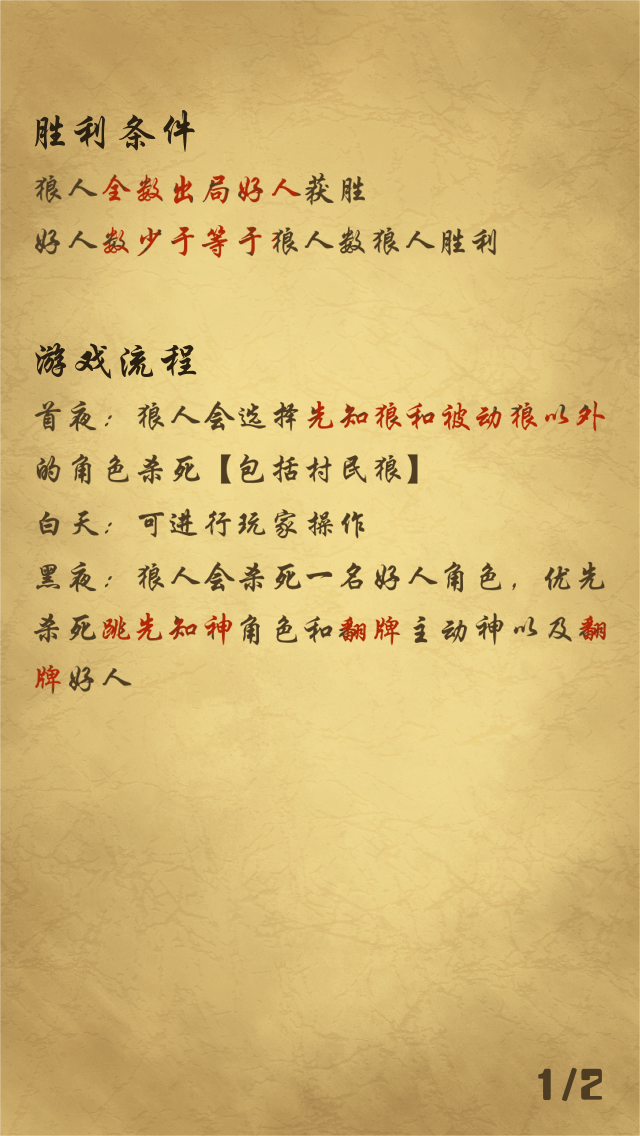 胜利条件
狼人全数出局好人获胜
好人数少于等于狼人数狼人胜利
游戏流程
首夜：狼人会选择先知狼和被动狼以外
的角色杀死【包括村民狼】
白天：可进行玩家操作
黑夜：狼人会杀死一名好人角色，优先
杀死跳先知神角色和翻牌主动神以及翻
牌好人
1/2